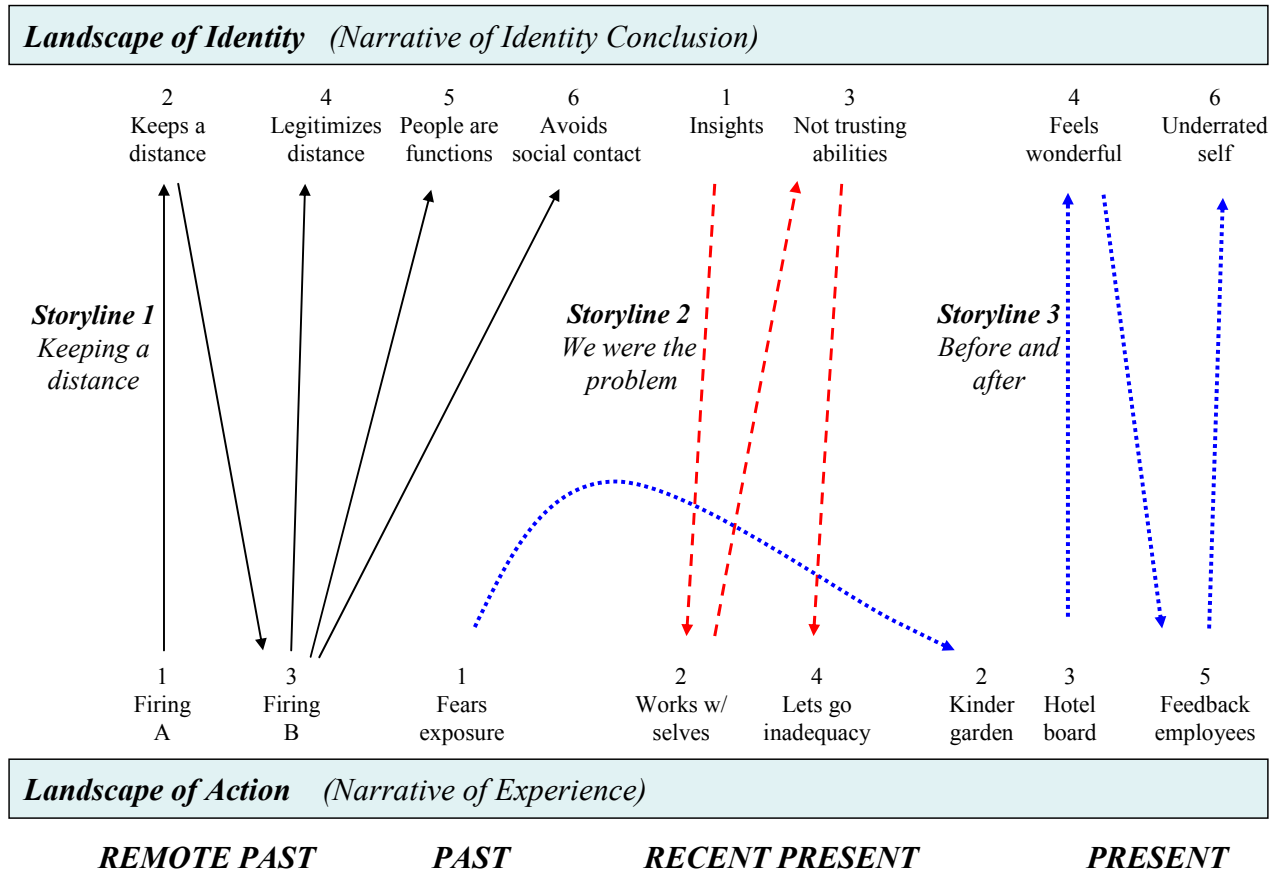 Landscape of Identity (Narrative of Identity Conclusion)
2 4 5 6 1 3 4 6
Keeps a Legitimizes People are Avoids Insights Not trusting Feels Underrated
distance distance functions social contact abilities wonderful self
Storyline 1 Storyline 2 Storyline 3
Keeping a We were the Before and
distance problem after
1 3 1 2 4 2 3 5
Firing Firing Fears Works w/ Lets go Kinder Hotel Feedback
A B exposure selves inadequacy garden board employees
Landscape of Action (Narrative of Experience)
REMOTE PAST PAST RECENT PRESENT PRESENT